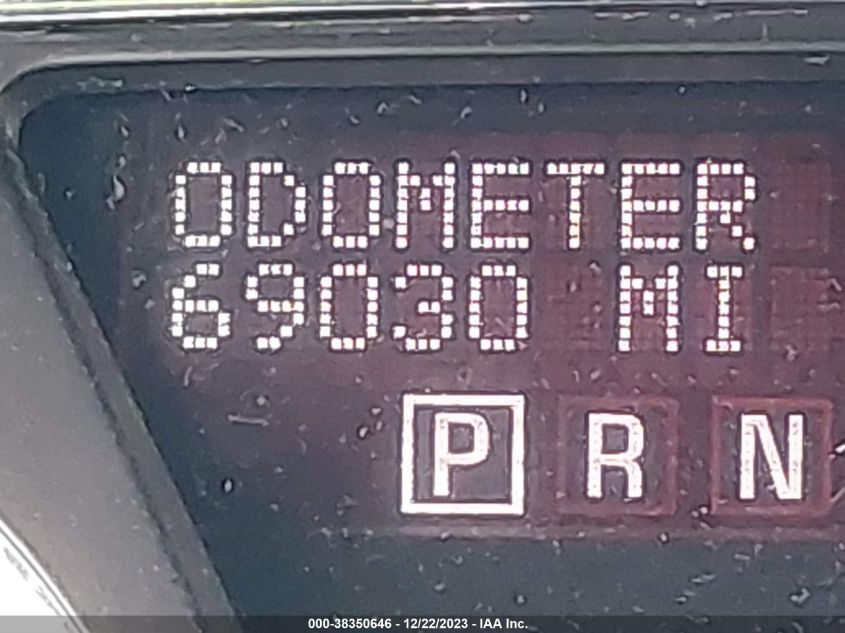 ODOMETER
69030 MI
P R N
000-38350646 - 12/22/2023 - IAA Inc.